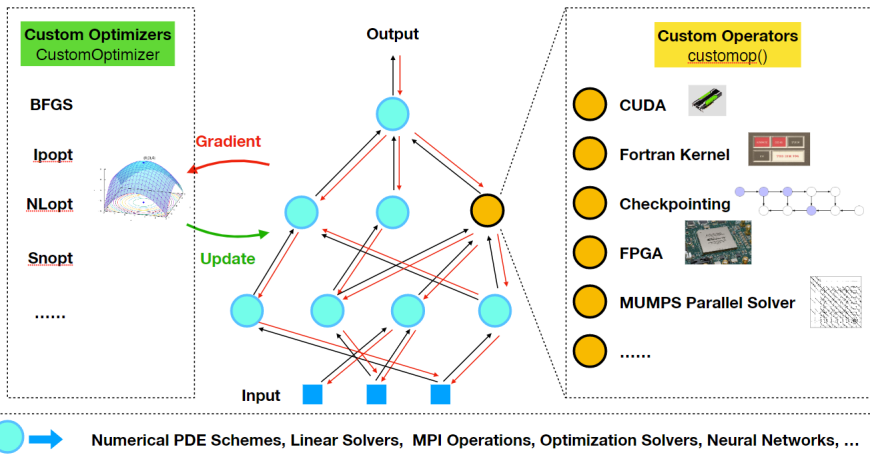 Custom Optimizers
CustomOptimizer
BFGS
Ipopt
NLopt
Snopt
......
Gradient
Update
Output
Input
Custom Operators
customop()
CUDA
Fortran Kernel
Checkpointing
FPGA
MUMPS Parallel Solver
......
Numerical PDE Schemes, Linear Solvers, MPI Operations, Optimization Solvers, Neural Networks, ...